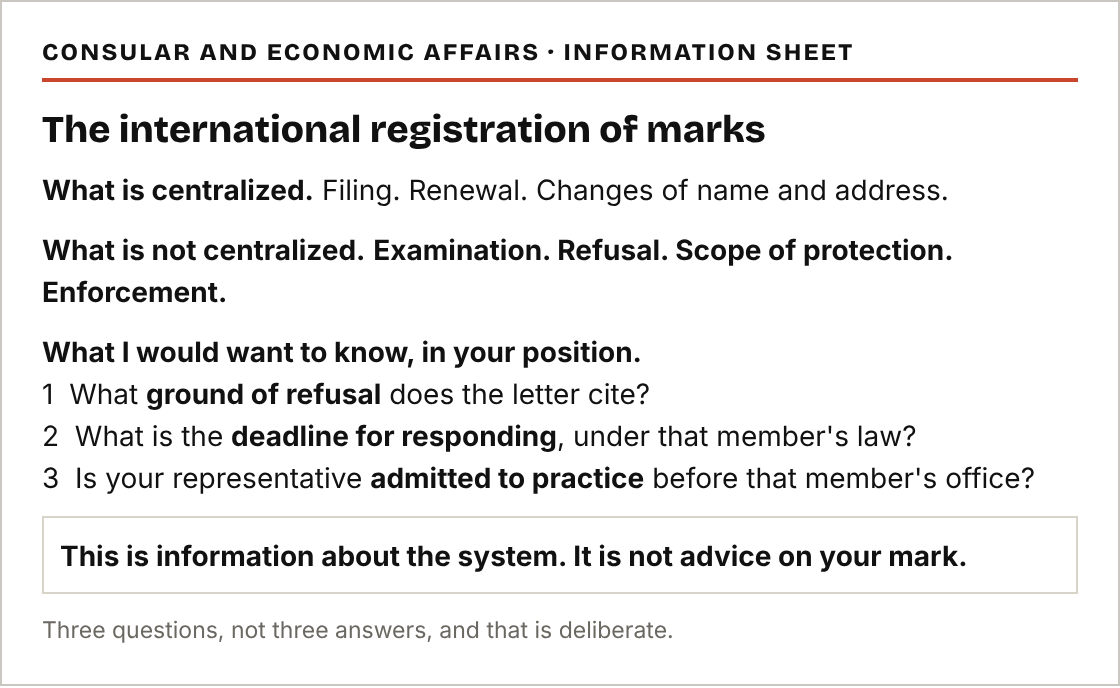 CONSULAR AND ECONOMIC AFFAIRS · INFORMATION SHEET
The international registration of marks
What is centralized. Filing. Renewal. Changes of name and address.
What is not centralized. Examination. Refusal. Scope of protection.
Enforcement.
What I would want to know, in your position.
1 What ground of refusal does the letter cite?
2 What is the deadline for responding, under that member's law?
3 Is your representative admitted to practice before that member's office?
This is information about the system. It is not advice on your mark.
Three questions, not three answers, and that is deliberate.